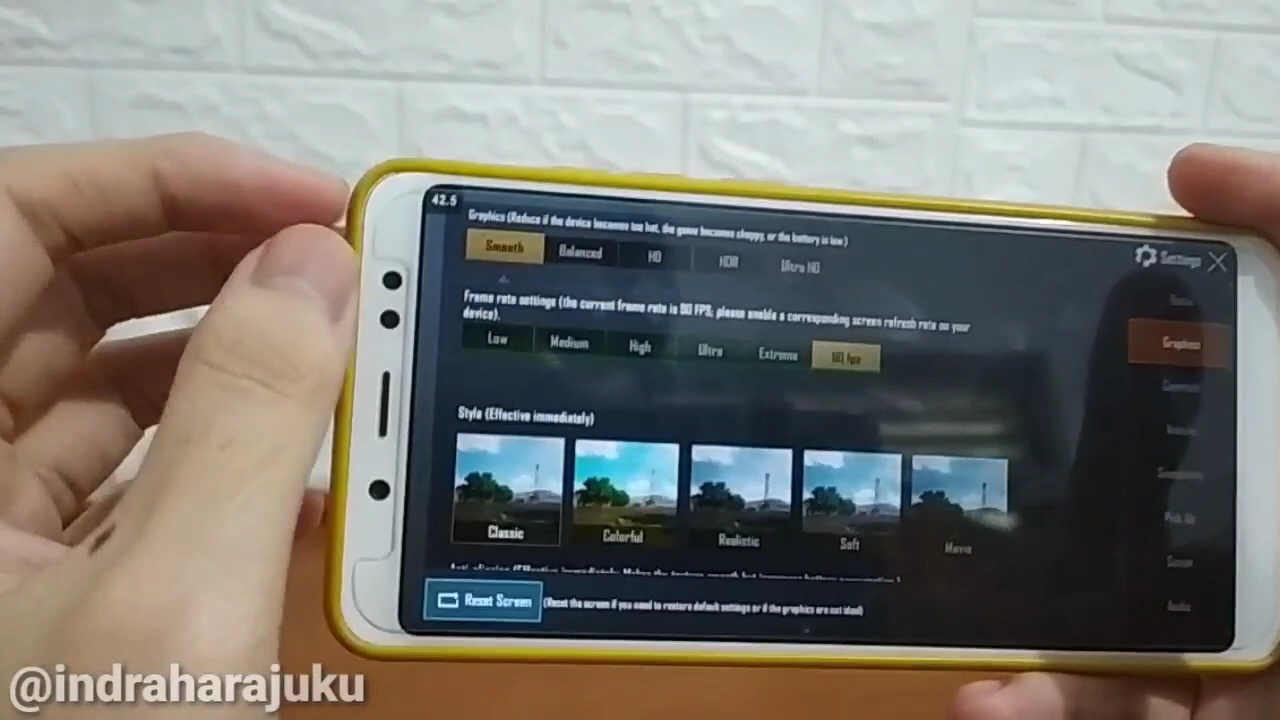 42.5
Graphics (Reduce if the device becomes too hot, the game becomes choppy, or the battery is low)
Smooth Balanced HD HDR Ultra HD
Settings
Frame rate settings (the current frame rate is 90 FPS; please enable a corresponding screen refresh rate on your
device).
Low Medium High Ultra Extreme 90 fps
Graphics
Style (Effective immediately)
Classic Colorful Realistic Soft Movie
Pick Up
Scope
Audio
Reset Screen (Reset the screen if you need to restore default settings or if the graphics are not ideal)
@indraharajuku